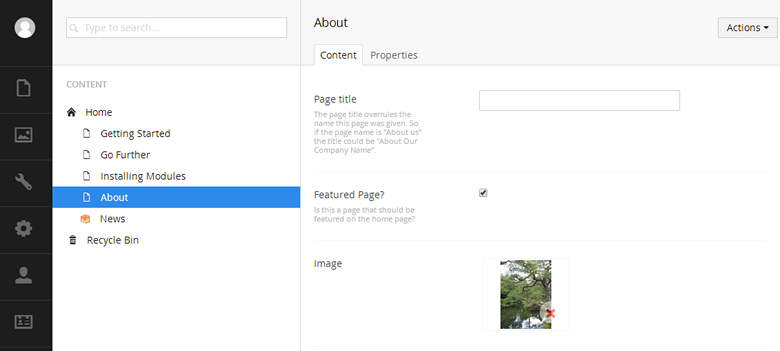 Type to search...
CONTENT
Home
Getting Started
Go Further
Installing Modules
About
News
Recycle Bin
About
Actions
Content
Properties
Page title
The page title overrules the
name this page was given. So
if the page name is "About us"
the title could be "About Our
Company Name".
Featured Page?
Is this a page that should be
featured on the home page?
Image